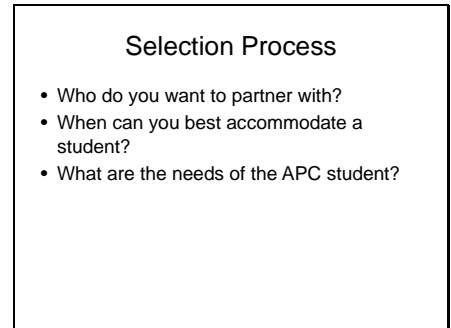 Selection Process
• Who do you want to partner with?
• When can you best accommodate a
student?
• What are the needs of the APC student?